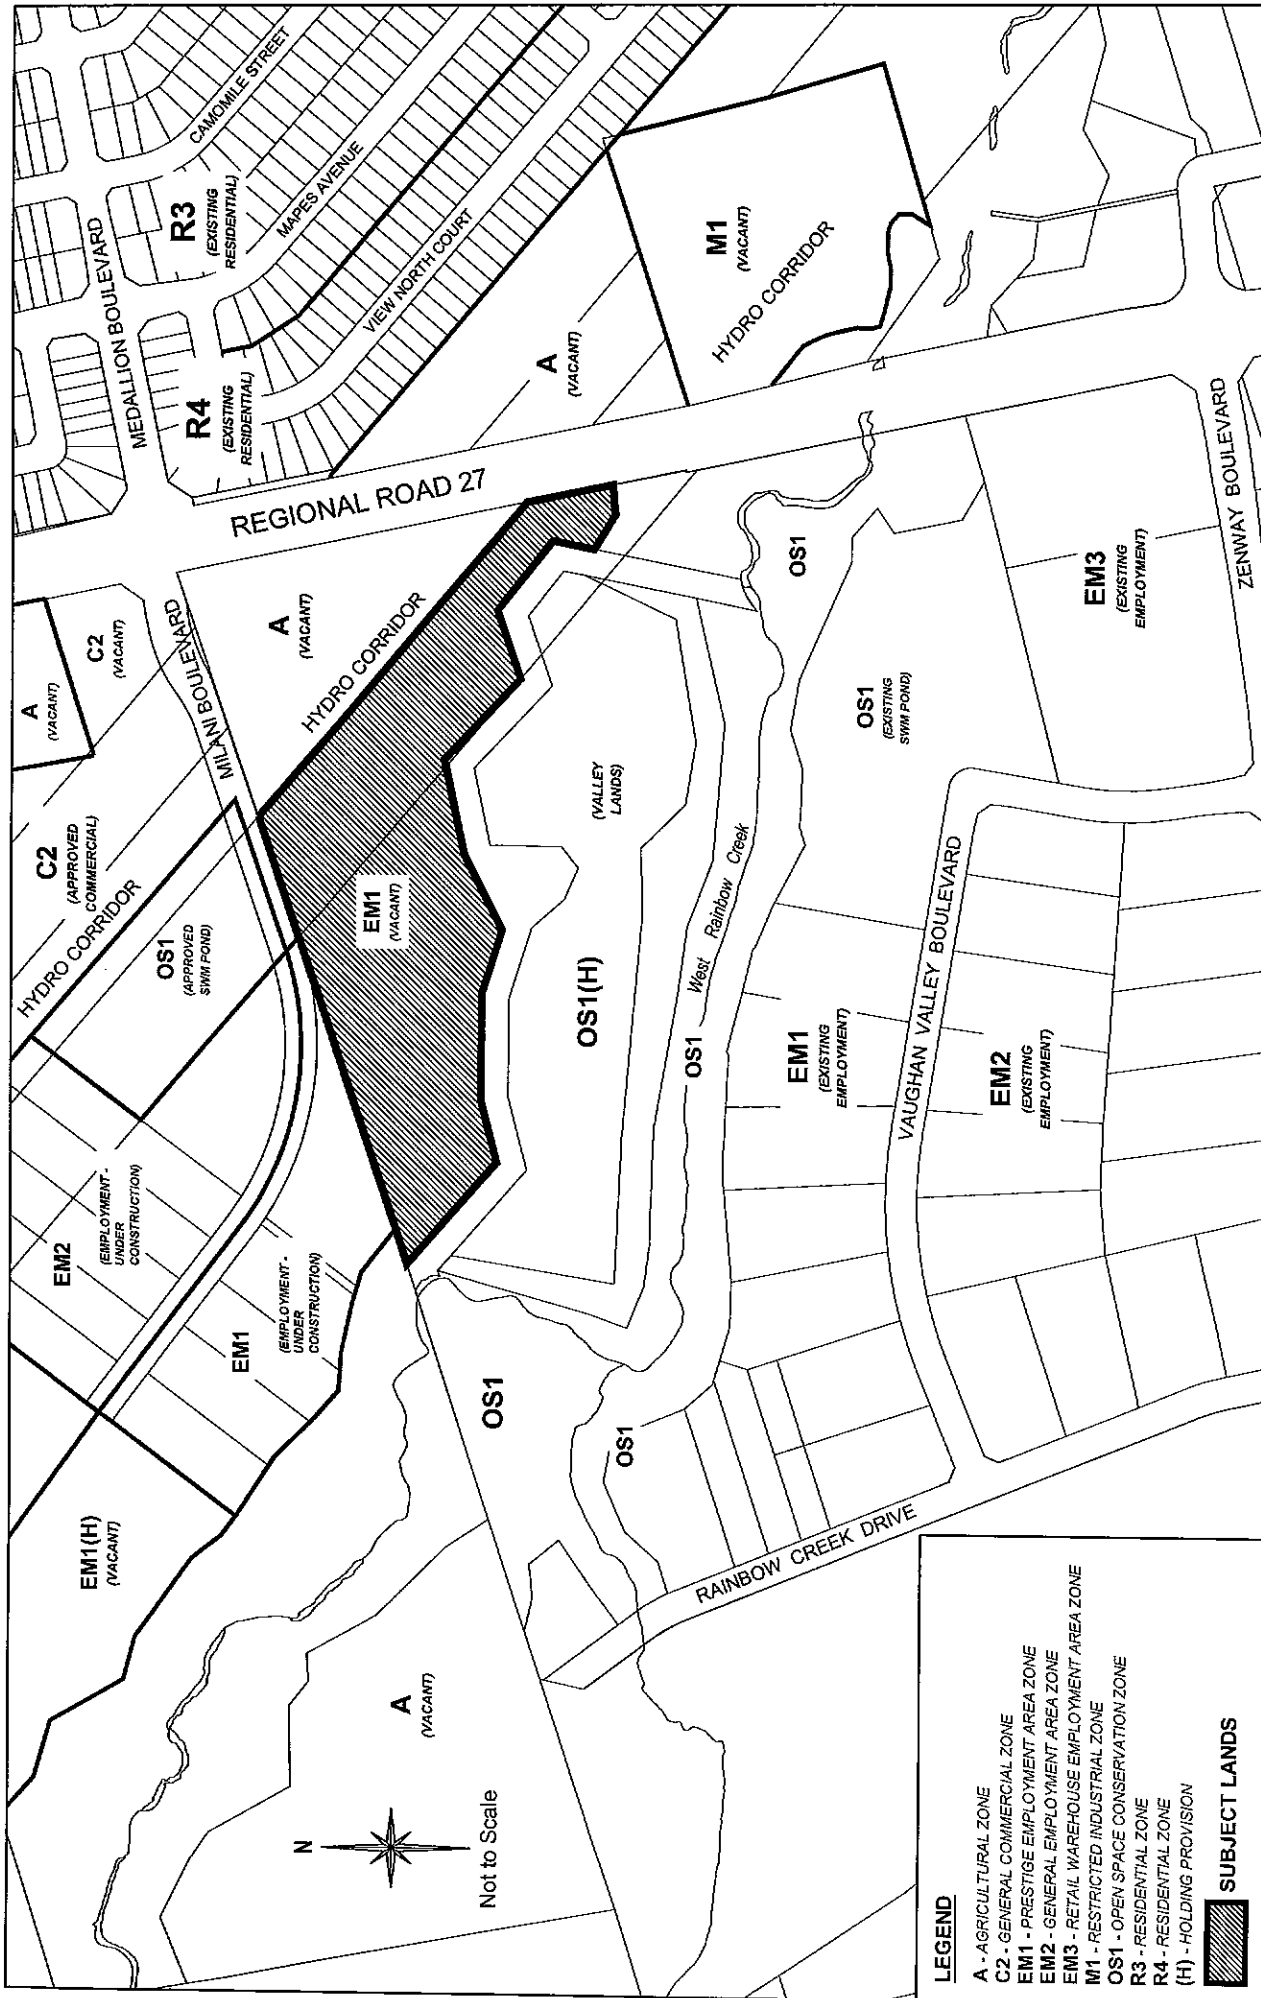 CAMOMILE STREET
MAPES AVENUE
VIEW NORTH COURT
MEDALLION BOULEVARD
R3
(EXISTING
RESIDENTIAL)
R4
(EXISTING
RESIDENTIAL)
REGIONAL ROAD 27
A
(VACANT)
M1
(VACANT)
HYDRO CORRIDOR
A
(VACANT)
C2
(VACANT)
MILANI BOULEVARD
A
(VACANT)
HYDRO CORRIDOR
C2
(APPROVED
COMMERCIAL)
HYDRO CORRIDOR
OS1
(APPROVED
SWM POND)
EM1
(VACANT)
OS1
EM3
(EXISTING
EMPLOYMENT)
ZENWAY BOULEVARD
OS1
(EXISTING
SWM POND)
(VALLEY
LANDS)
West Rainbow Creek
OS1(H)
OS1
EM1
(EXISTING
EMPLOYMENT)
VAUGHAN VALLEY BOULEVARD
EM2
(EXISTING
EMPLOYMENT)
EM2
(EMPLOYMENT -
UNDER
CONSTRUCTION)
EM1
(EMPLOYMENT -
UNDER
CONSTRUCTION)
OS1
OS1
EM1(H)
(VACANT)
RAINBOW CREEK DRIVE
A
(VACANT)
N
Not to Scale
LEGEND
A - AGRICULTURAL ZONE
C2 - GENERAL COMMERCIAL ZONE
EM1 - PRESTIGE EMPLOYMENT AREA ZONE
EM2 - GENERAL EMPLOYMENT AREA ZONE
EM3 - RETAIL WAREHOUSE EMPLOYMENT AREA ZONE
M1 - RESTRICTED INDUSTRIAL ZONE
OS1 - OPEN SPACE CONSERVATION ZONE
R3 - RESIDENTIAL ZONE
R4 - RESIDENTIAL ZONE
(H) - HOLDING PROVISION
SUBJECT LANDS